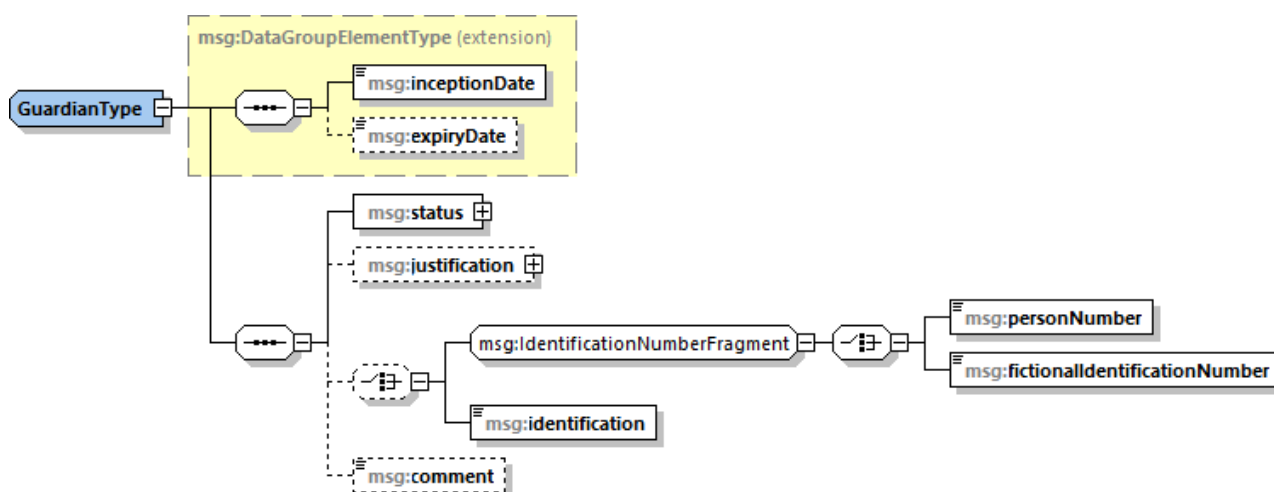 msg:DataGroupElementType (extension)
msg:inceptionDate
GuardianType
msg:expiryDate
msg:status
msg:justification
msg:IdentificationNumberFragment
msg:personNumber
msg:fictionalIdentificationNumber
msg:identification
msg:comment